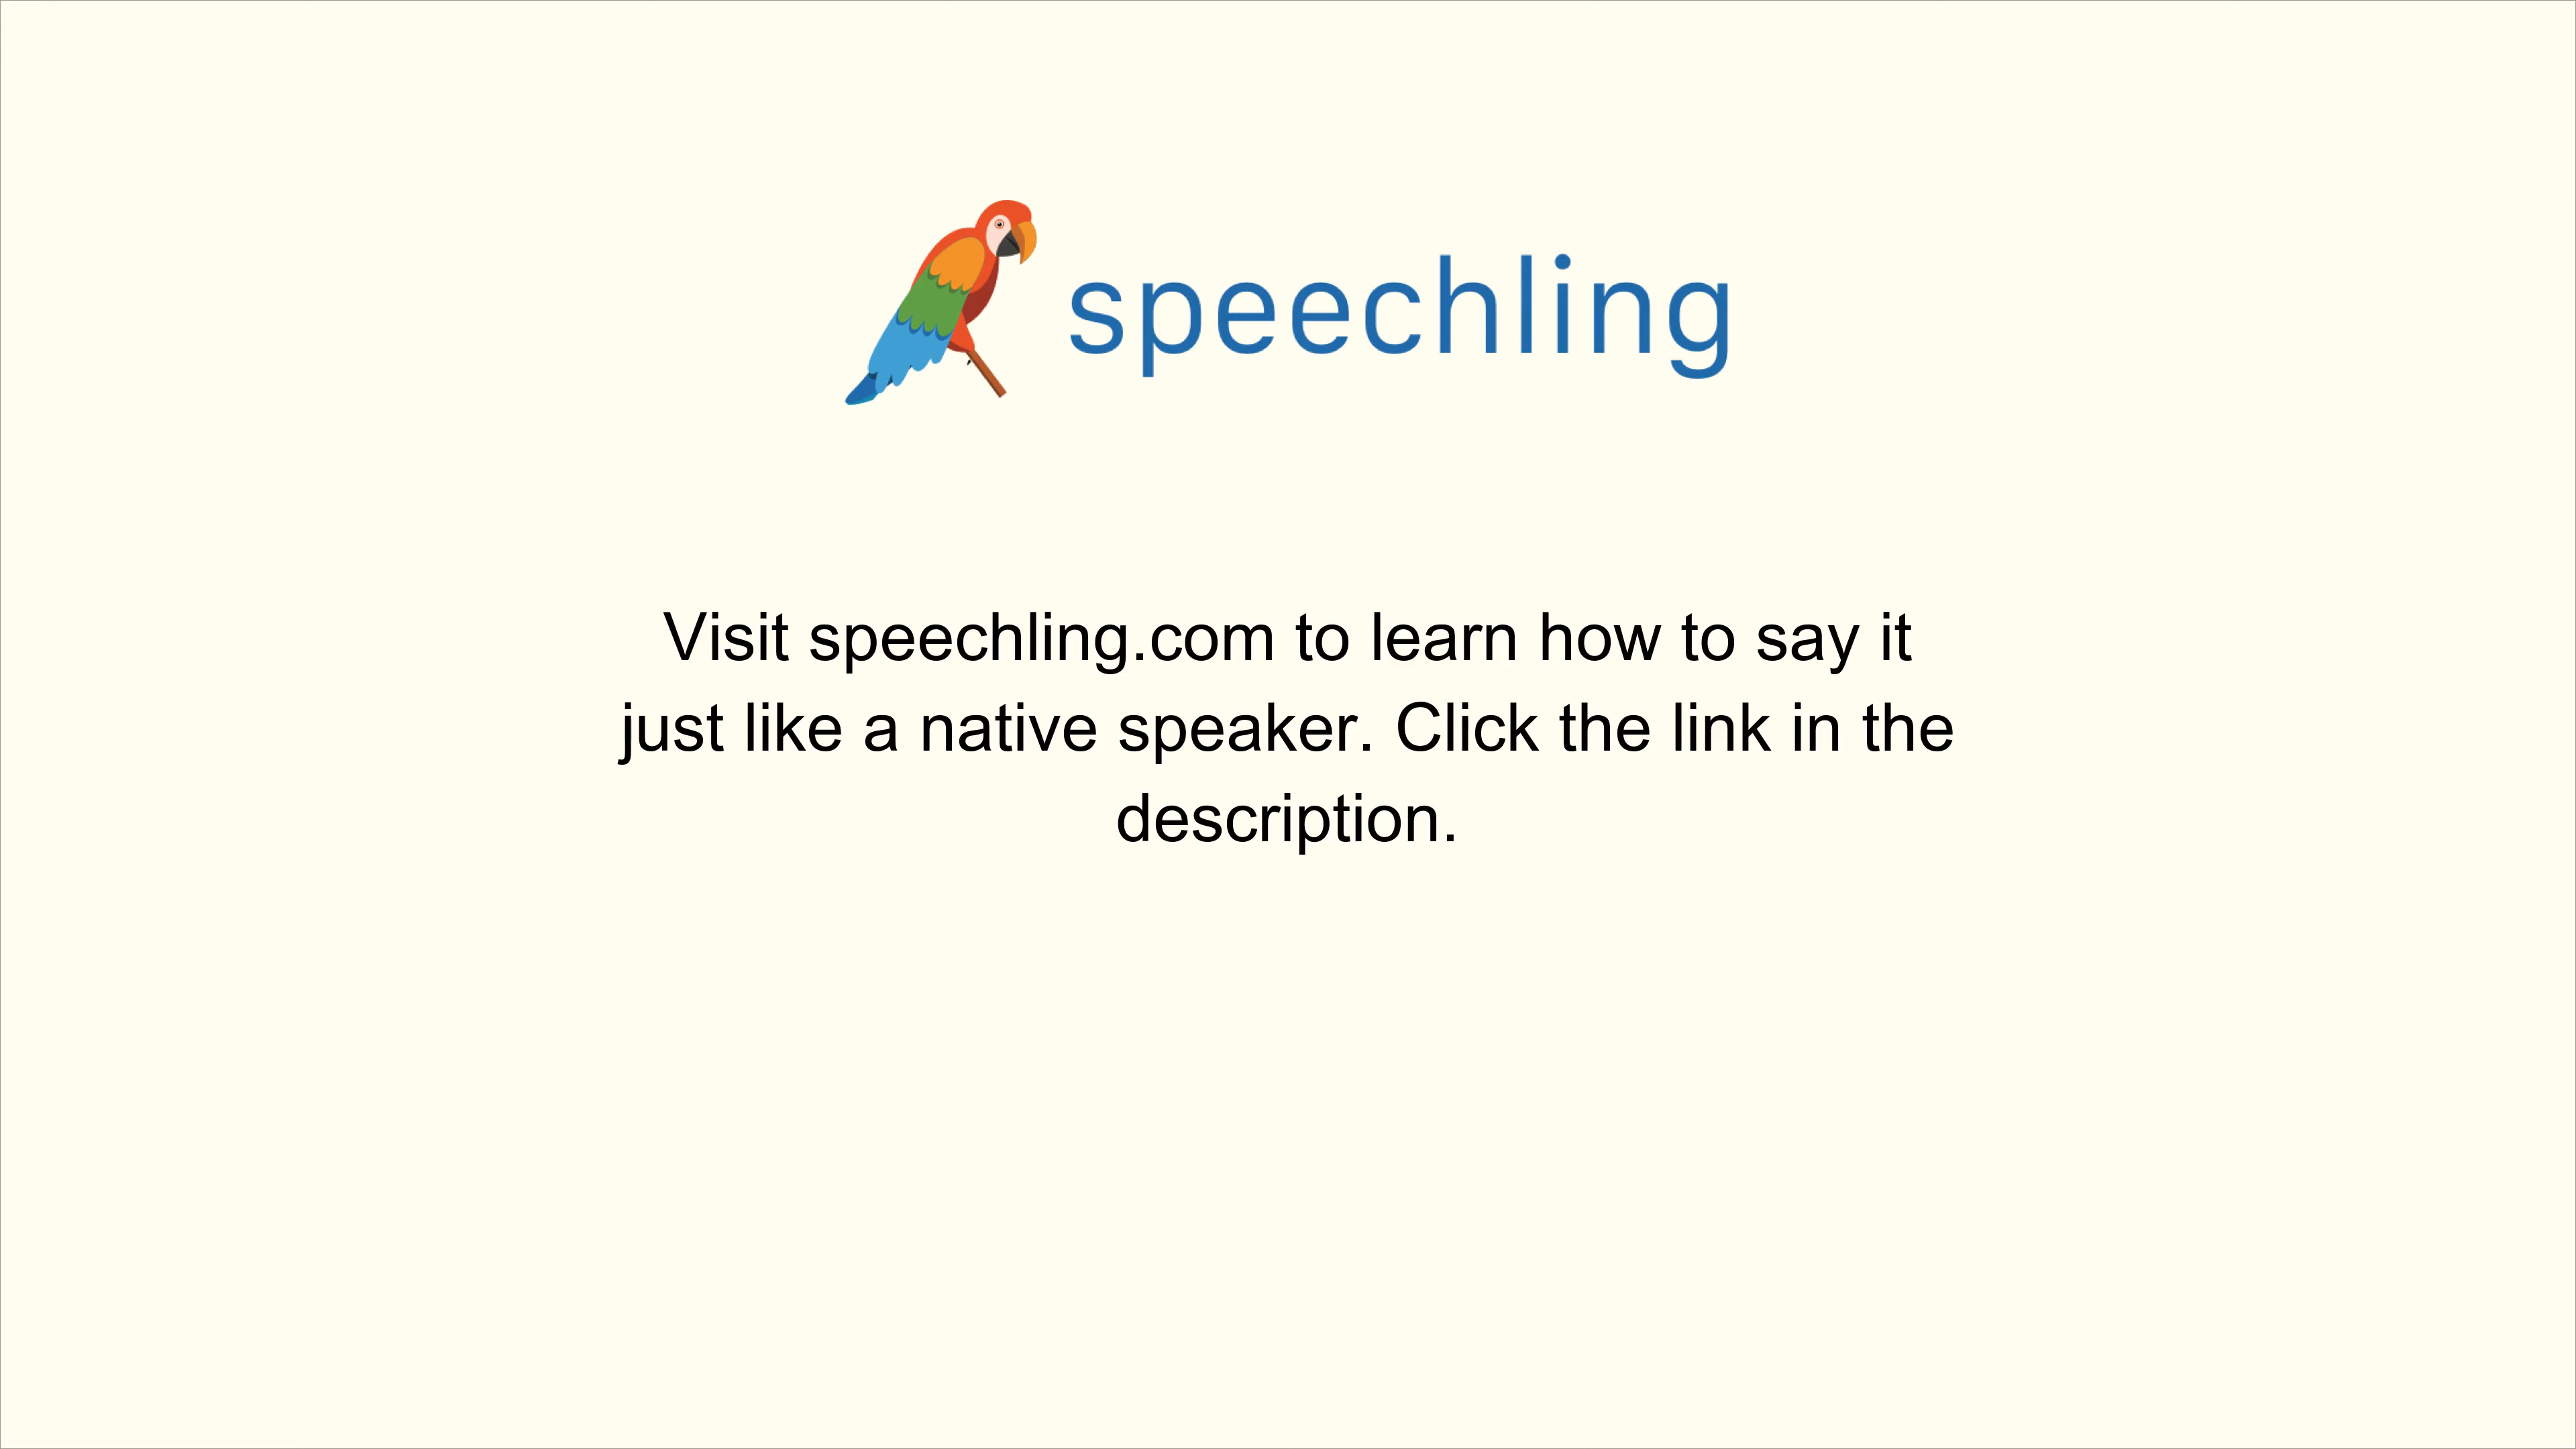 speechling
Visit speechling.com to learn how to say it
just like a native speaker. Click the link in the
description.